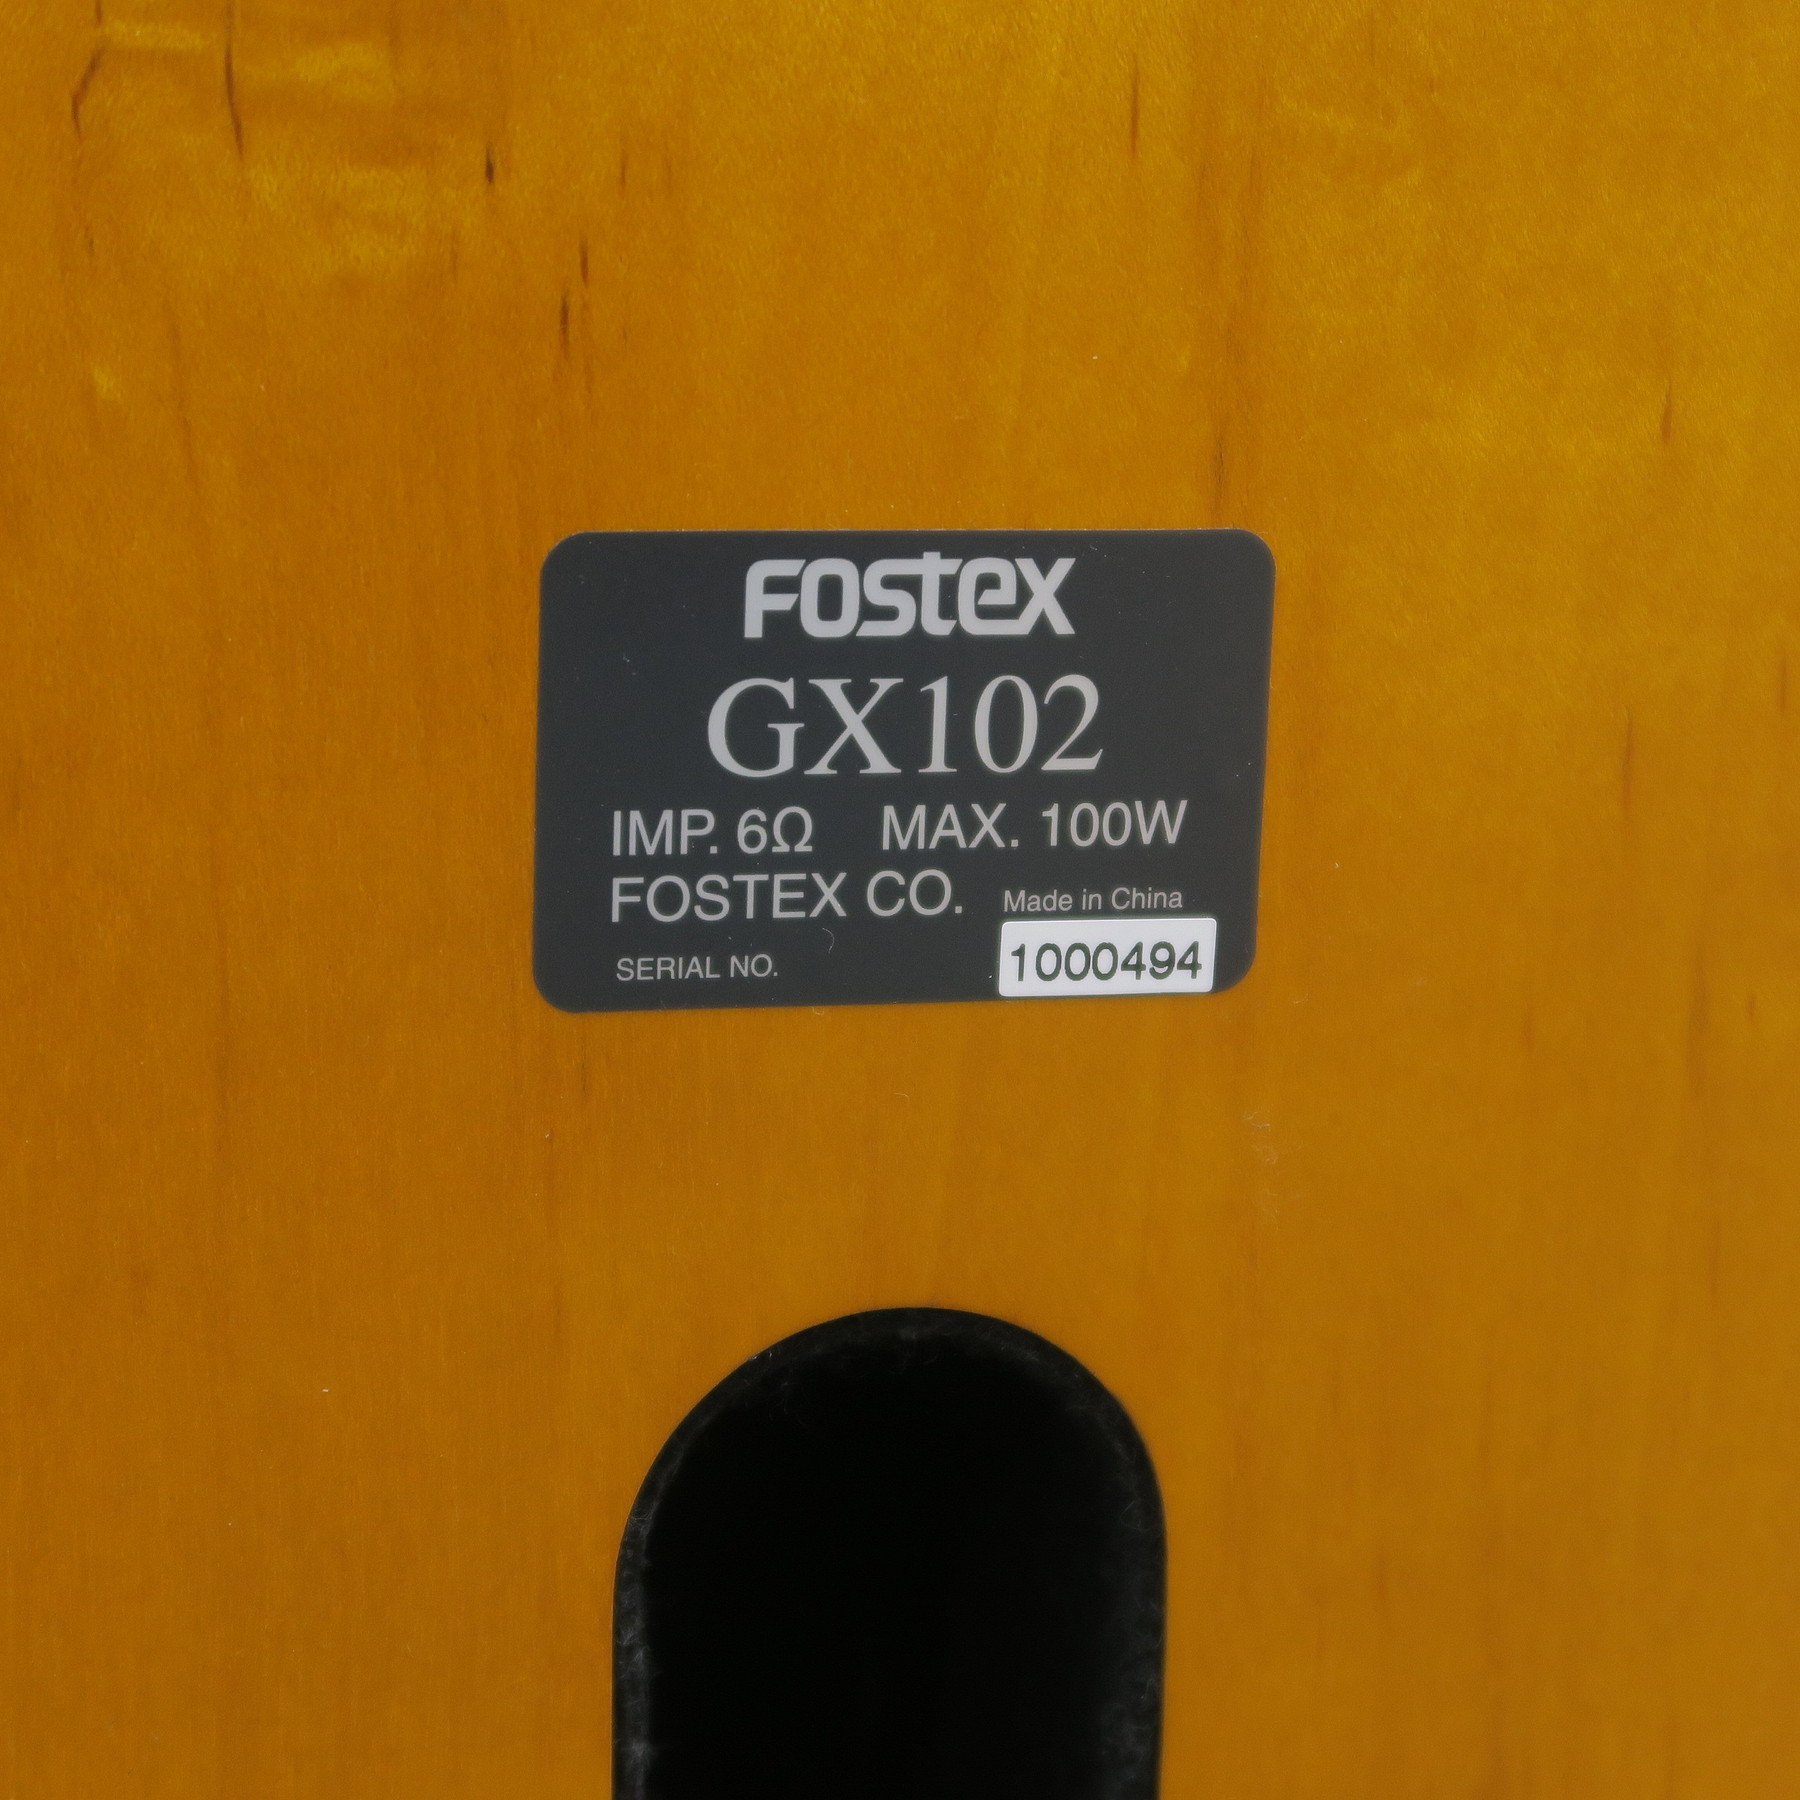 FOSTEX
GX102
IMP. 6Ω MAX. 100W
FOSTEX CO. Made in China
SERIAL NO. 1000494